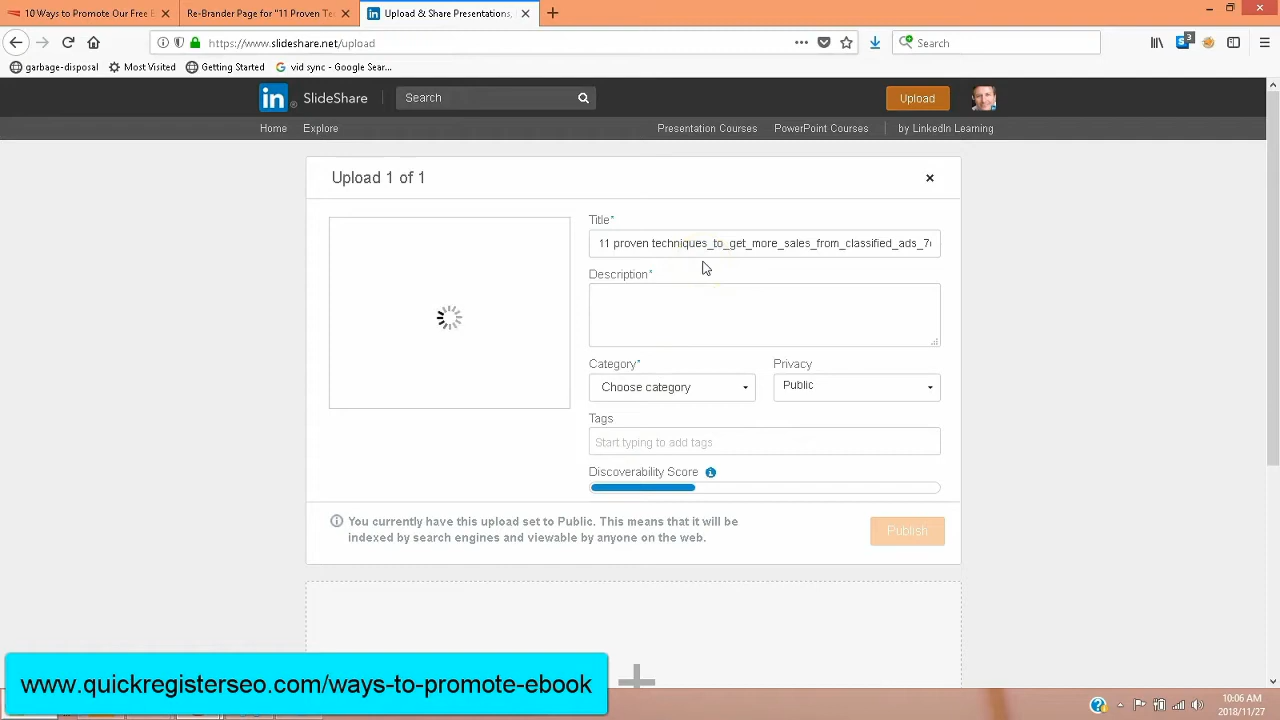 10 Ways to Promote Our Free E
Re-Brander Page for "11 Proven Te
Upload & Share Presentations,
https://www.slideshare.net/upload
Search
garbage-disposal
Most Visited
Getting Started
vid sync - Google Sear...
in SlideShare
Search
Upload
Home
Explore
Presentation Courses
PowerPoint Courses
by LinkedIn Learning
Upload 1 of 1
Title*
11 proven techniques_to_get_more_sales_from_classified_ads_7
Description*
Category*
Privacy
Choose category
Public
Tags
Start typing to add tags
Discoverability Score
You currently have this upload set to Public. This means that it will be
indexed by search engines and viewable by anyone on the web.
Publish
www.quickregisterseo.com/ways-to-promote-ebook
10:06 AM
2018/11/27